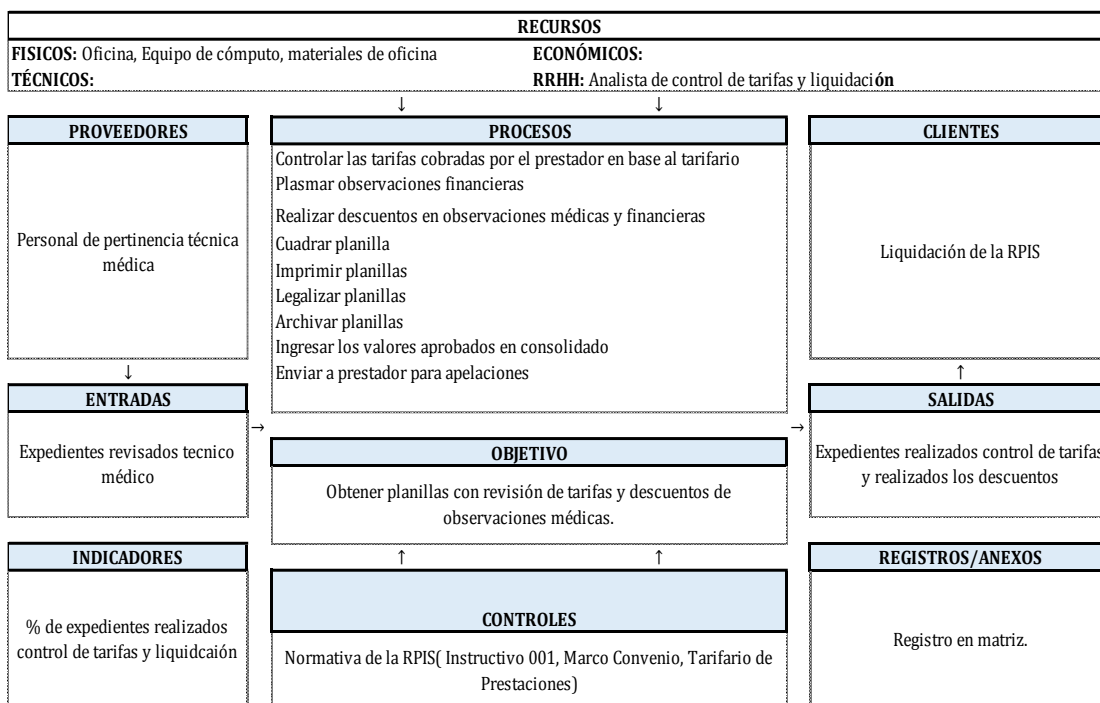 RECURSOS
FISICOS: Oficina, Equipo de cómputo, materiales de oficina
ECONÓMICOS:
TÉCNICOS:
RRHH: Analista de control de tarifas y liquidación
↓ ↓
PROVEEDORES
Personal de pertinencia técnica
médica
↓
ENTRADAS
Expedientes revisados tecnico
médico
→
PROCESOS
Controlar las tarifas cobradas por el prestador en base al tarifario
Plasmar observaciones financieras
Realizar descuentos en observaciones médicas y financieras
Cuadrar planilla
Imprimir planillas
Legalizar planillas
Archivar planillas
Ingresar los valores aprobados en consolidado
Enviar a prestador para apelaciones
OBJETIVO
Obtener planillas con revisión de tarifas y descuentos de
observaciones médicas.
→
CLIENTES
Liquidación de la RPIS
↑
SALIDAS
Expedientes realizados control de tarifas
y realizados los descuentos
INDICADORES
% de expedientes realizados
control de tarifas y liquidcaión
↑ ↑
CONTROLES
Normativa de la RPIS( Instructivo 001, Marco Convenio, Tarifario de
Prestaciones)
REGISTROS/ANEXOS
Registro en matriz.